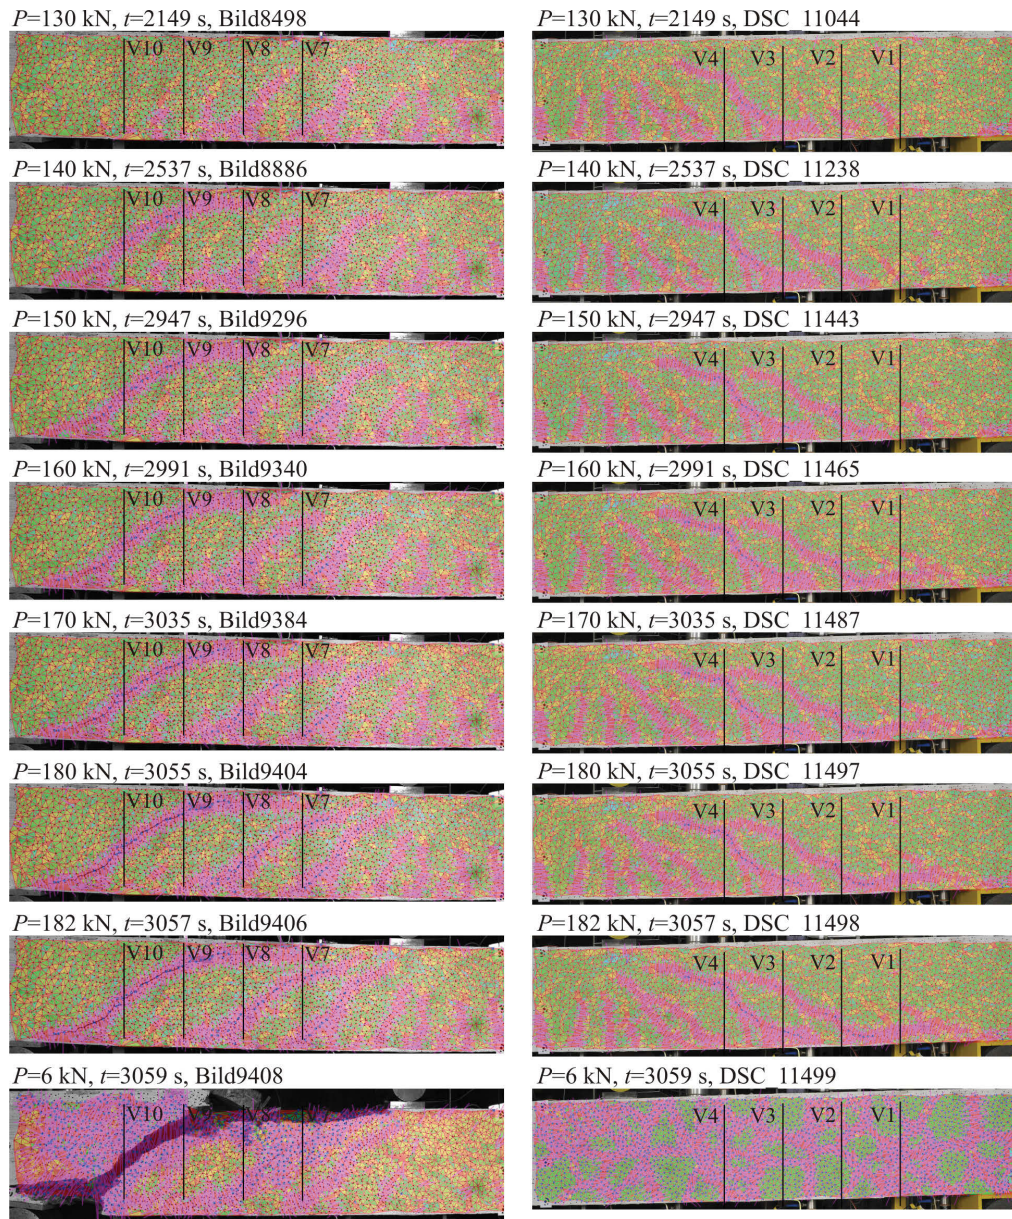 P=130 kN, t=2149 s, Bild8498
P=130 kN, t=2149 s, DSC_11044
V10 V9 V8 V7
V4 V3 V2 V1
P=140 kN, t=2537 s, Bild8886
P=140 kN, t=2537 s, DSC_11238
V10 V9 V8 V7
V4 V3 V2 V1
P=150 kN, t=2947 s, Bild9296
P=150 kN, t=2947 s, DSC_11443
V10 V9 V8 V7
V4 V3 V2 V1
P=160 kN, t=2991 s, Bild9340
P=160 kN, t=2991 s, DSC_11465
V10 V9 V8 V7
V4 V3 V2 V1
P=170 kN, t=3035 s, Bild9384
P=170 kN, t=3035 s, DSC_11487
V10 V9 V8 V7
V4 V3 V2 V1
P=180 kN, t=3055 s, Bild9404
P=180 kN, t=3055 s, DSC_11497
V10 V9 V8 V7
V4 V3 V2 V1
P=182 kN, t=3057 s, Bild9406
P=182 kN, t=3057 s, DSC_11498
V10 V9 V8 V7
V4 V3 V2 V1
P=6 kN, t=3059 s, Bild9408
P=6 kN, t=3059 s, DSC_11499
V10 V7
V4 V3 V2 V1